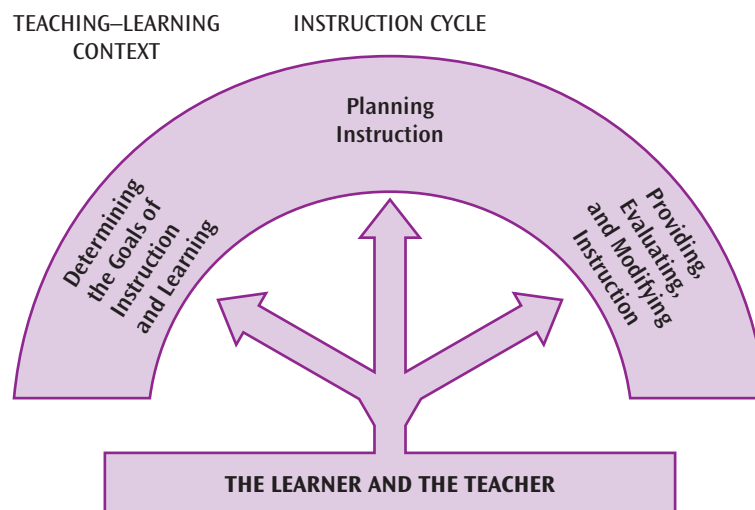 TEACHING–LEARNING
CONTEXT
INSTRUCTION CYCLE
Determining
the Goals of
Instruction
and Learning
Planning
Instruction
Providing,
Evaluating,
and Modifying
Instruction
THE LEARNER AND THE TEACHER